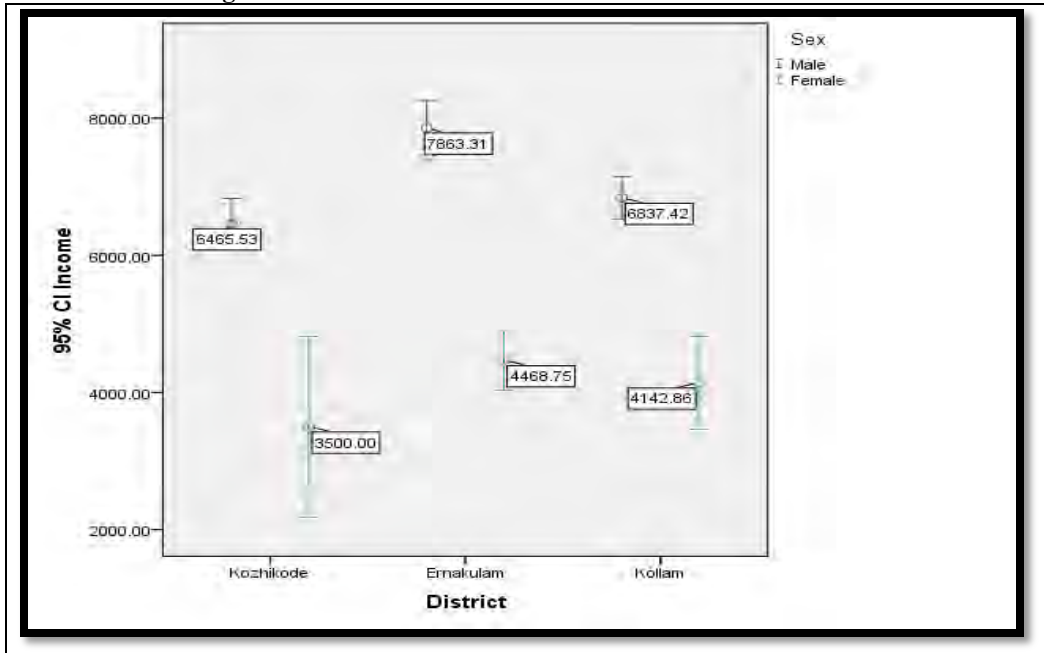 Sex
Male
Female
8000.00
6000.00
4000.00
2000.00
95% CI Income
7863.31
6837.42
6465.53
4468.75
4142.86
3500.00
Kozhikode
Ernakulam
Kollam
District